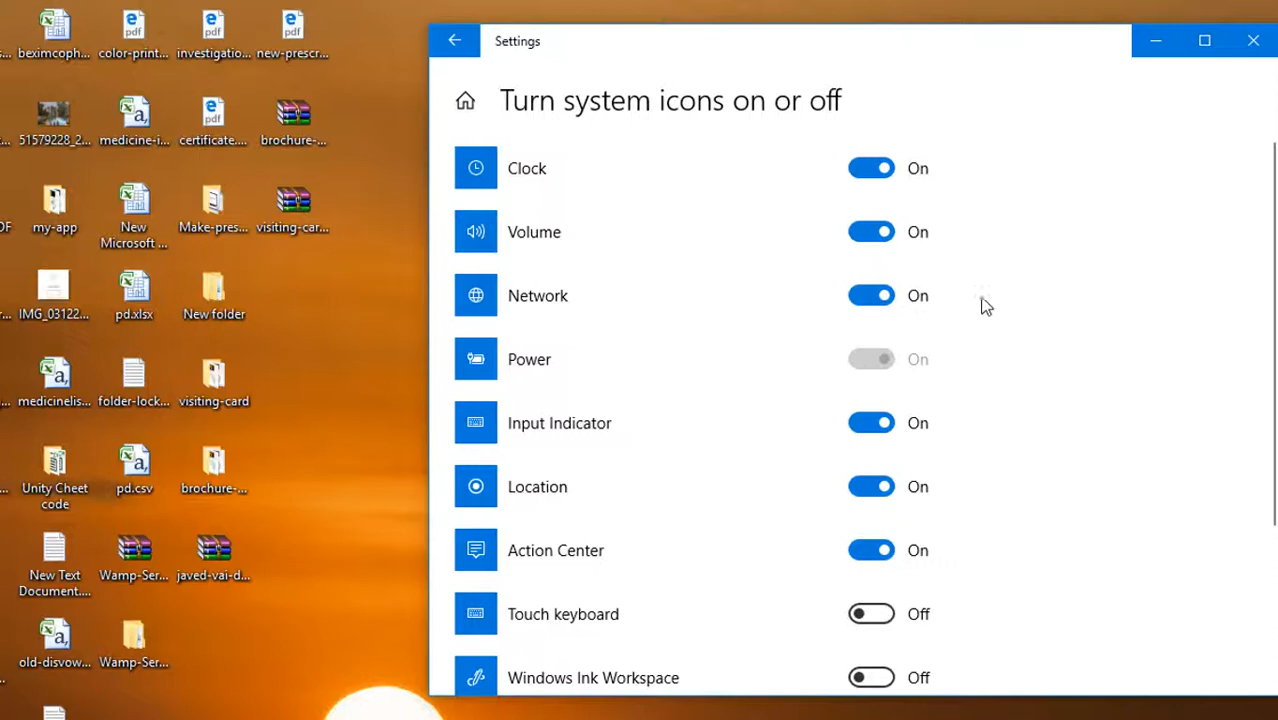 beximcoph...
color-print...
investigatio...
new-prescr...
51579228_2...
medicine-i...
certificate....
brochure-...
my-app
New
Microsoft ...
Make-pres...
visiting-car...
IMG_03122...
pd.xlsx
New folder
medicinelis...
folder-lock...
visiting-card
Unity Cheet
code
pd.csv
brochure-...
New Text
Document....
Wamp-Ser...
javed-vai-d...
old-disvow...
Wamp-Ser...
Settings
Turn system icons on or off
Clock On
Volume On
Network On
Power On
Input Indicator On
Location On
Action Center On
Touch keyboard Off
Windows Ink Workspace Off